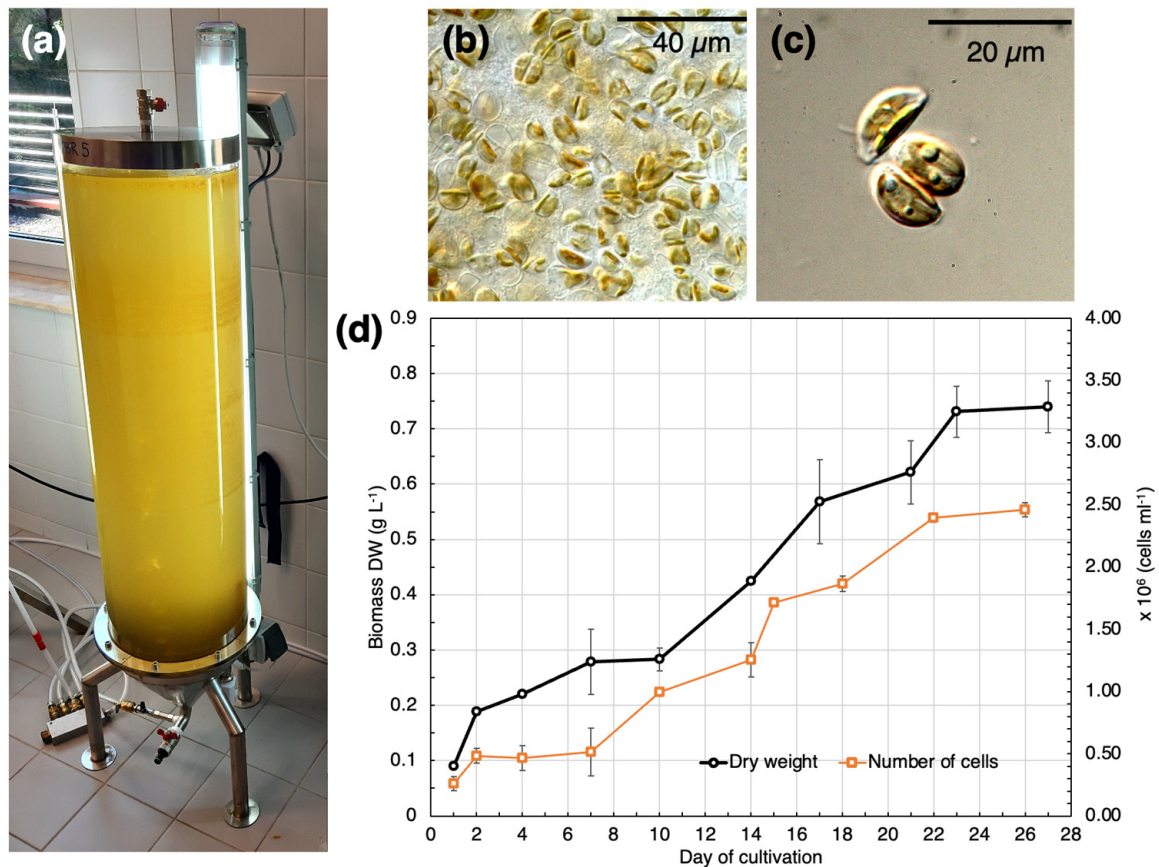 (a)
(b)
40 µm
(c)
20 µm
(d)
0.9
0.8
0.7
0.6
0.5
0.4
0.3
0.2
0.1
0
Biomass DW (g L⁻¹)
4.00
3.50
3.00
2.50
2.00
1.50
1.00
0.50
0.00
x 10⁶ (cells ml⁻¹)
Dry weight
Number of cells
0 2 4 6 8 10 12 14 16 18 20 22 24 26 28
Day of cultivation